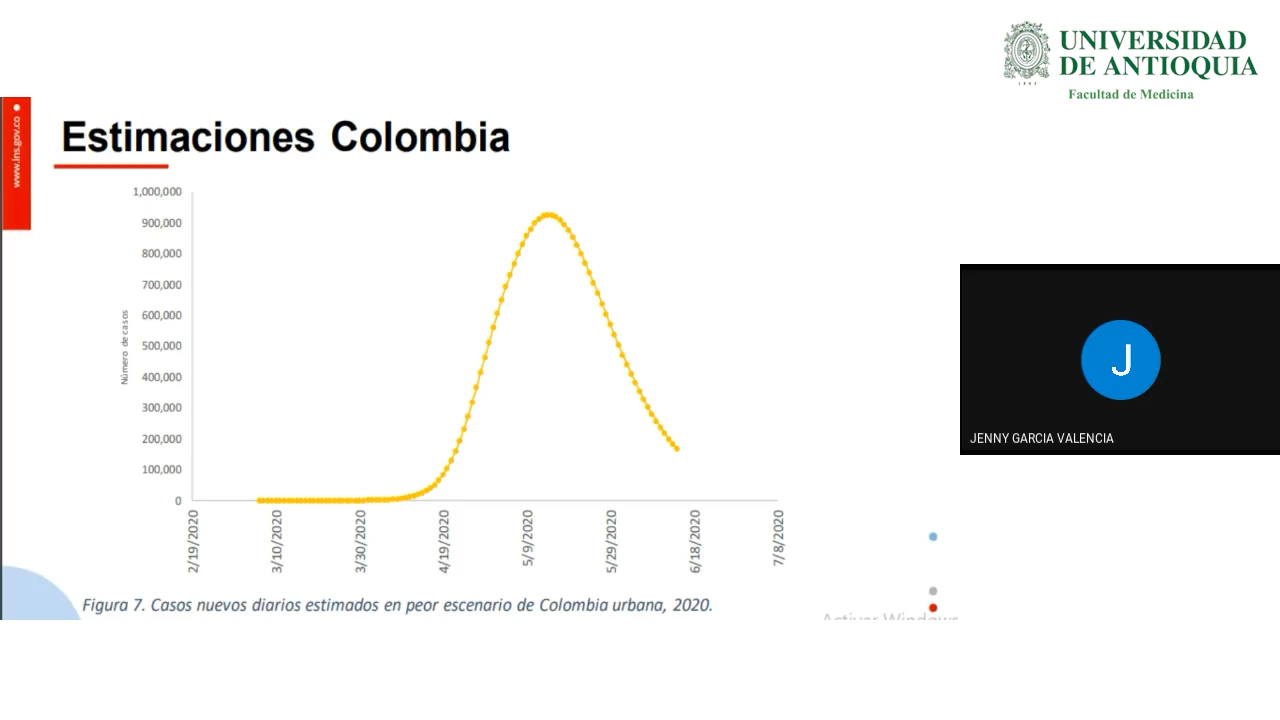 UNIVERSIDAD
DE ANTIOQUIA
1803
Facultad de Medicina
www.ins.gov.co
Estimaciones Colombia
1,000,000
900,000
800,000
700,000
600,000
500,000
400,000
300,000
200,000
100,000
0
Número de casos
2/19/2020
3/10/2020
3/30/2020
4/19/2020
5/9/2020
5/29/2020
6/18/2020
7/8/2020
Figura 7. Casos nuevos diarios estimados en peor escenario de Colombia urbana, 2020.
Activar Windows
J
JENNY GARCIA VALENCIA